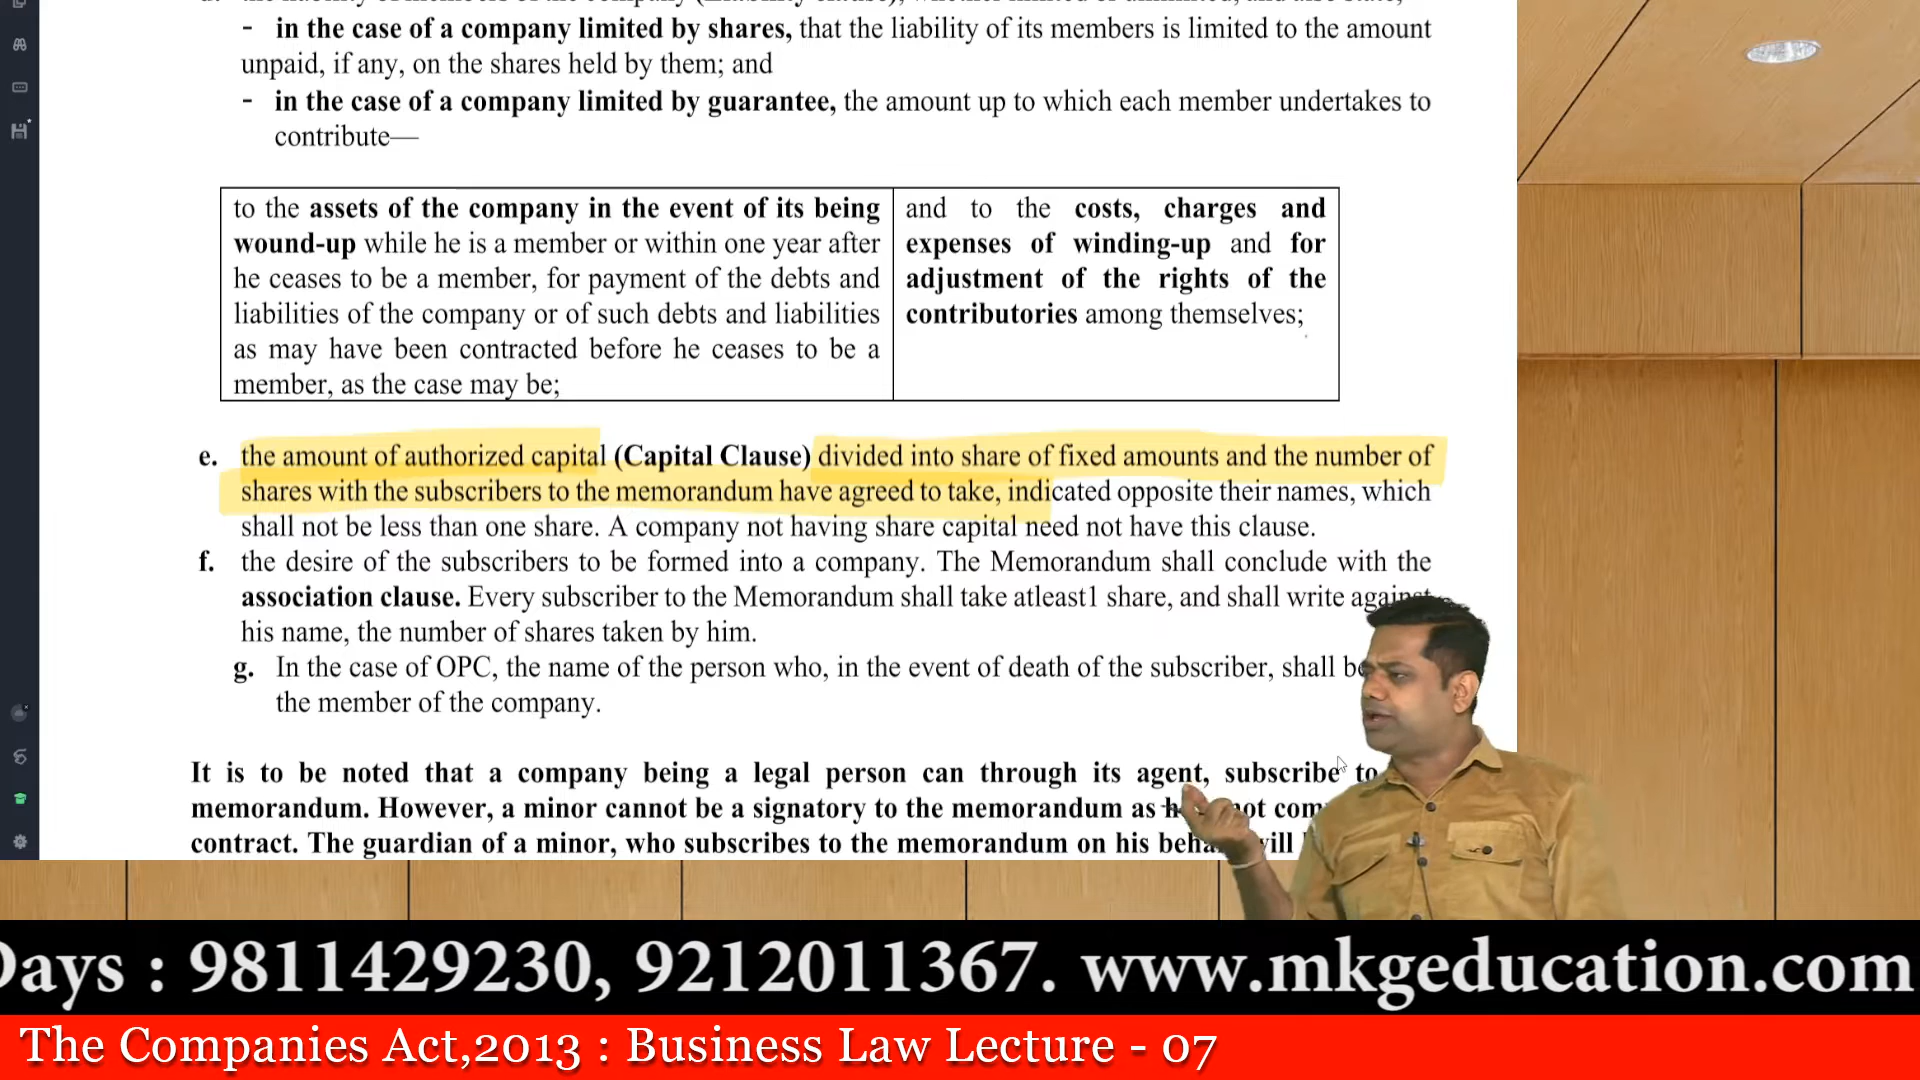 - in the case of a company limited by shares, that the liability of its members is limited to the amount
unpaid, if any, on the shares held by them; and
- in the case of a company limited by guarantee, the amount up to which each member undertakes to
contribute—
to the assets of the company in the event of its being
wound-up while he is a member or within one year after
he ceases to be a member, for payment of the debts and
liabilities of the company or of such debts and liabilities
as may have been contracted before he ceases to be a
member, as the case may be;
and to the costs, charges and
expenses of winding-up and for
adjustment of the rights of the
contributories among themselves;
e. the amount of authorized capital (Capital Clause) divided into share of fixed amounts and the number of
shares with the subscribers to the memorandum have agreed to take, indicated opposite their names, which
shall not be less than one share. A company not having share capital need not have this clause.
f. the desire of the subscribers to be formed into a company. The Memorandum shall conclude with the
association clause. Every subscriber to the Memorandum shall take atleast1 share, and shall write against
his name, the number of shares taken by him.
g. In the case of OPC, the name of the person who, in the event of death of the subscriber, shall be
the member of the company.
It is to be noted that a company being a legal person can through its agent, subscribe to
memorandum. However, a minor cannot be a signatory to the memorandum as not
contract. The guardian of a minor, who subscribes to the memorandum on his
Days : 9811429230, 9212011367. www.mkgeducation.com
The Companies Act,2013 : Business Law Lecture - 07